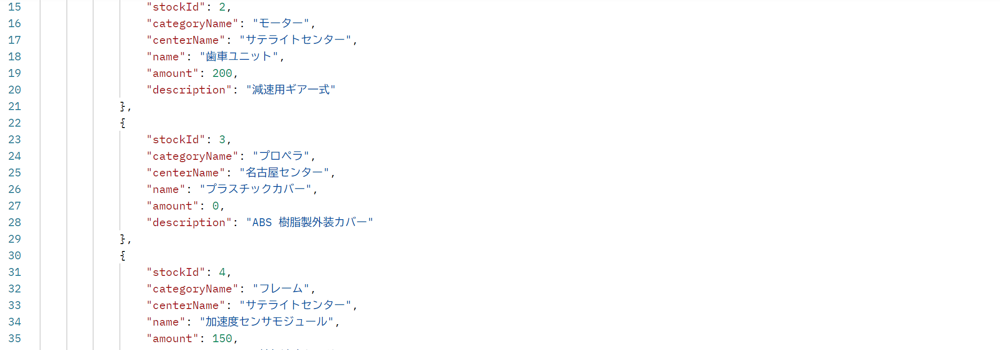 15 "stockId": 2,
16 "categoryName": "モーター",
17 "centerName": "サテライトセンター",
18 "name": "歯車ユニット",
19 "amount": 200,
20 "description": "減速用ギア一式"
21 },
22 {
23 "stockId": 3,
24 "categoryName": "プロペラ",
25 "centerName": "名古屋センター",
26 "name": "プラスチックカバー",
27 "amount": 0,
28 "description": "ABS 樹脂製外装カバー"
29 },
30 {
31 "stockId": 4,
32 "categoryName": "フレーム",
33 "centerName": "サテライトセンター",
34 "name": "加速度センサモジュール",
35 "amount": 150,